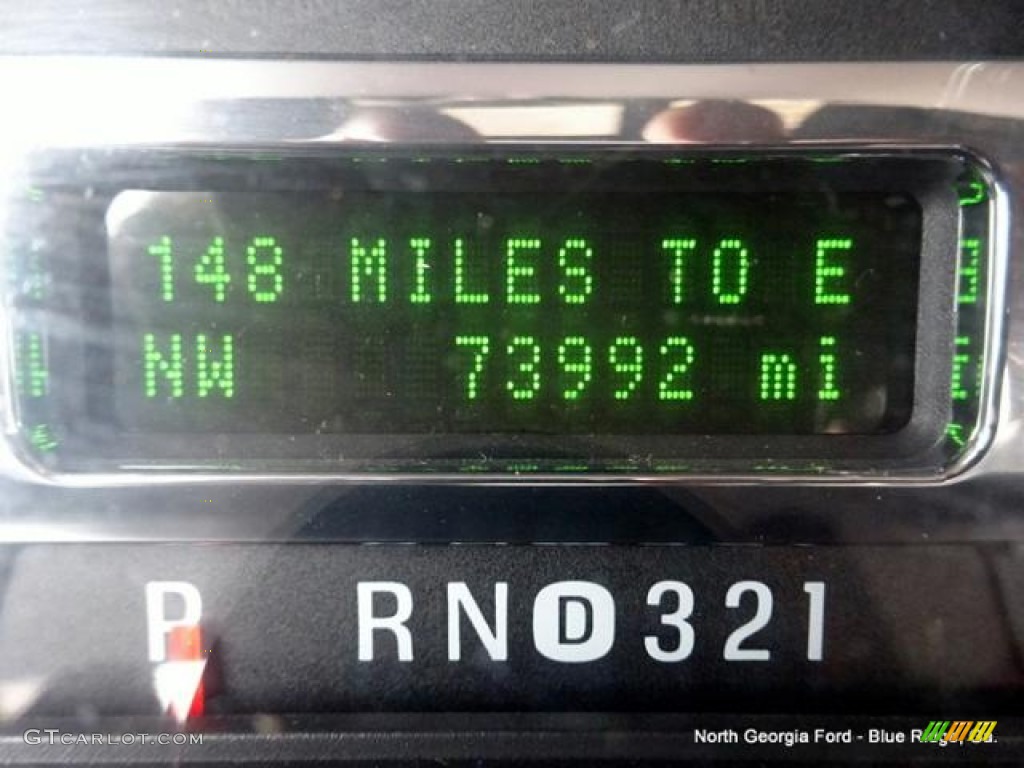 148 MILES TO E
NW 73992 mi
P RND321
GTCARLOT.COM
North Georgia Ford - Blue Ridge, Ga.